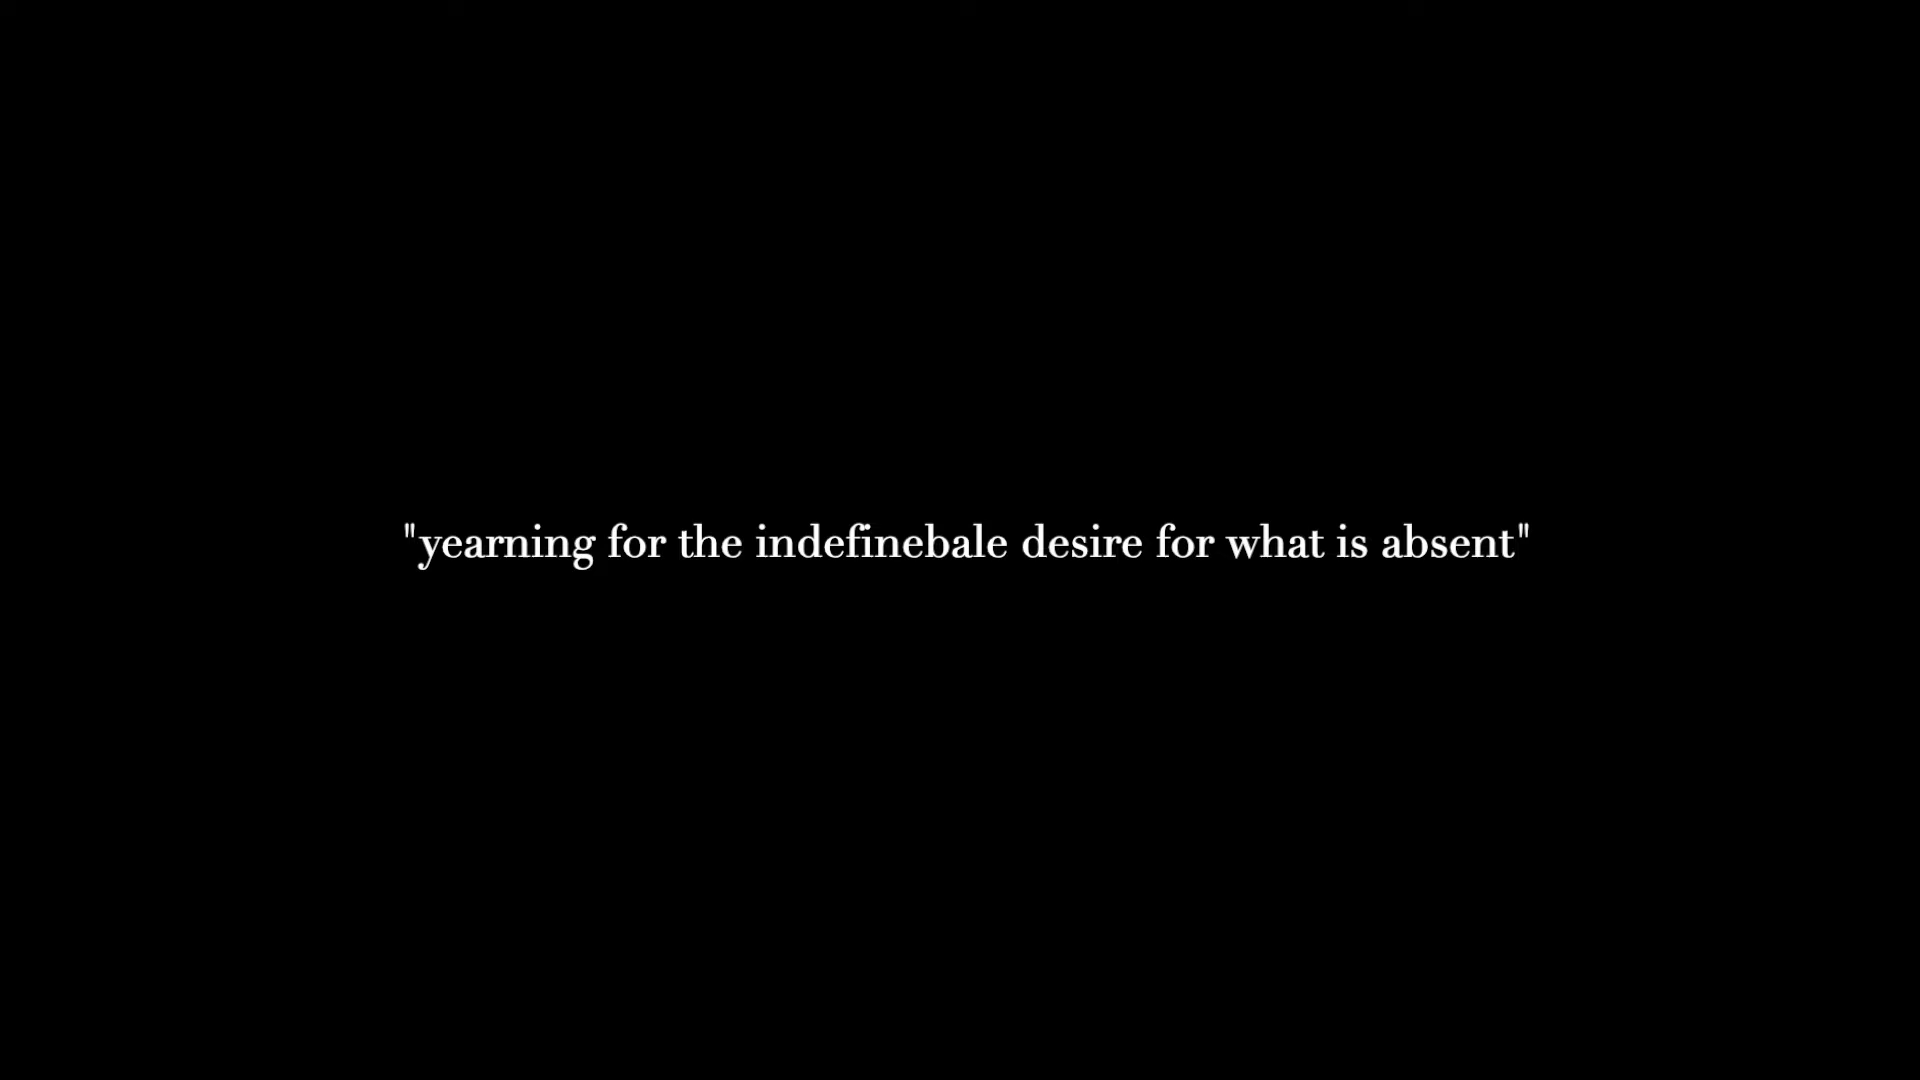 "yearning for the indefinebale desire for what is absent"